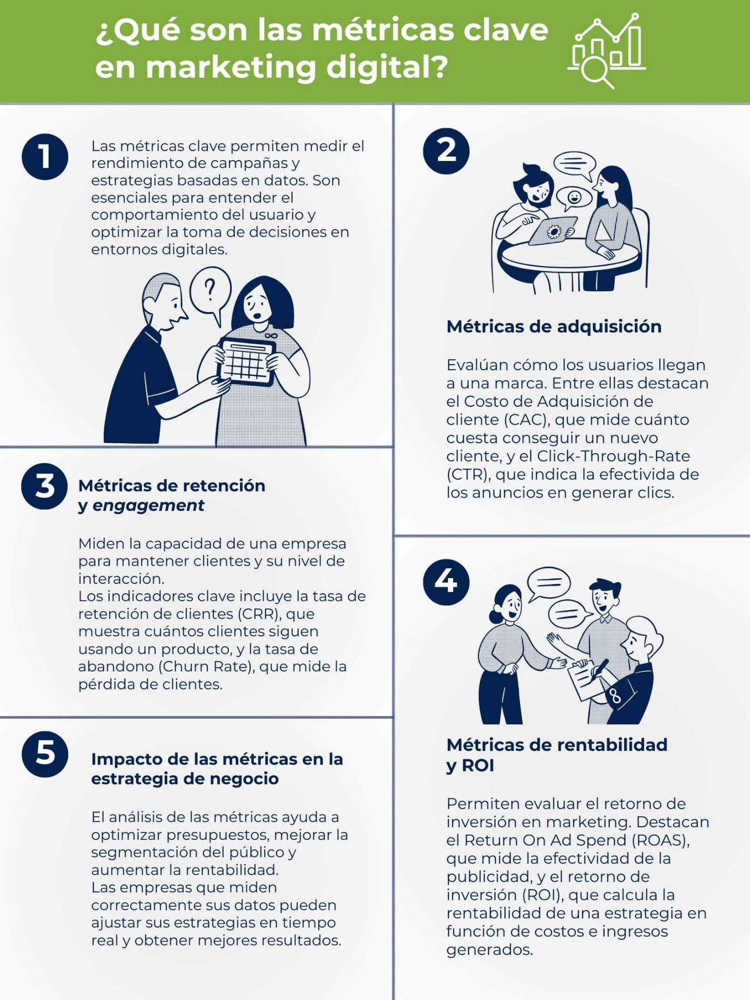 ¿Qué son las métricas clave
en marketing digital?
1
Las métricas clave permiten medir el
rendimiento de campañas y
estrategias basadas en datos. Son
esenciales para entender el
comportamiento del usuario y
optimizar la toma de decisiones en
entornos digitales.
?
2
Métricas de adquisición
Evalúan cómo los usuarios llegan
a una marca. Entre ellas destacan
el Costo de Adquisición de
cliente (CAC), que mide cuánto
cuesta conseguir un nuevo
cliente, y el Click-Through-Rate
(CTR), que indica la efectivida de
los anuncios en generar clics.
3
Métricas de retención
y engagement
Miden la capacidad de una empresa
para mantener clientes y su nivel de
interacción.
Los indicadores clave incluye la tasa de
retención de clientes (CRR), que
muestra cuántos clientes siguen
usando un producto, y la tasa de
abandono (Churn Rate), que mide la
pérdida de clientes.
4
Métricas de rentabilidad
y ROI
Permiten evaluar el retorno de
inversión en marketing. Destacan
el Return On Ad Spend (ROAS),
que mide la efectividad de la
publicidad, y el retorno de
inversión (ROI), que calcula la
rentabilidad de una estrategia en
función de costos e ingresos
generados.
5
Impacto de las métricas en la
estrategia de negocio
El análisis de las métricas ayuda a
optimizar presupuestos, mejorar la
segmentación del público y
aumentar la rentabilidad.
Las empresas que miden
correctamente sus datos pueden
ajustar sus estrategias en tiempo
real y obtener mejores resultados.